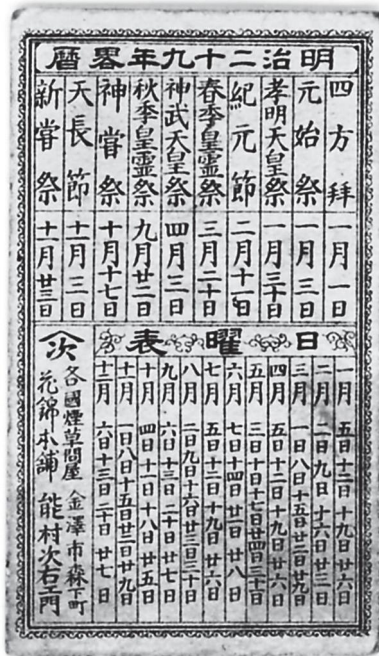 明治二十九年畧曆
四方拜 一月一日
元始祭 一月三日
孝明天皇祭 一月三十日
紀元節 二月十一日
春季皇霊祭 三月二十日
神武天皇祭 四月三日
秋季皇霊祭 九月廿二日
神嘗祭 十月十七日
天長節 十一月三日
新嘗祭 十一月廿三日
日曜表
一月 五日十二日十九日廿六日
二月 二日九日十六日廿三日
三月 一日八日十五日廿二日廿九日
四月 五日十二日十九日廿六日
五月 三日十日十七日廿四日三十一日
六月 七日十四日廿一日廿八日
七月 五日十二日十九日廿六日
八月 二日九日十六日廿三日三十日
九月 六日十三日二十日廿七日
十月 四日十一日十八日廿五日
十一月 一日八日十五日廿二日廿九日
十二月 六日十三日二十日廿七日
次
各國煙草問屋 金澤市森下町
花錦本舗 能村次右エ門